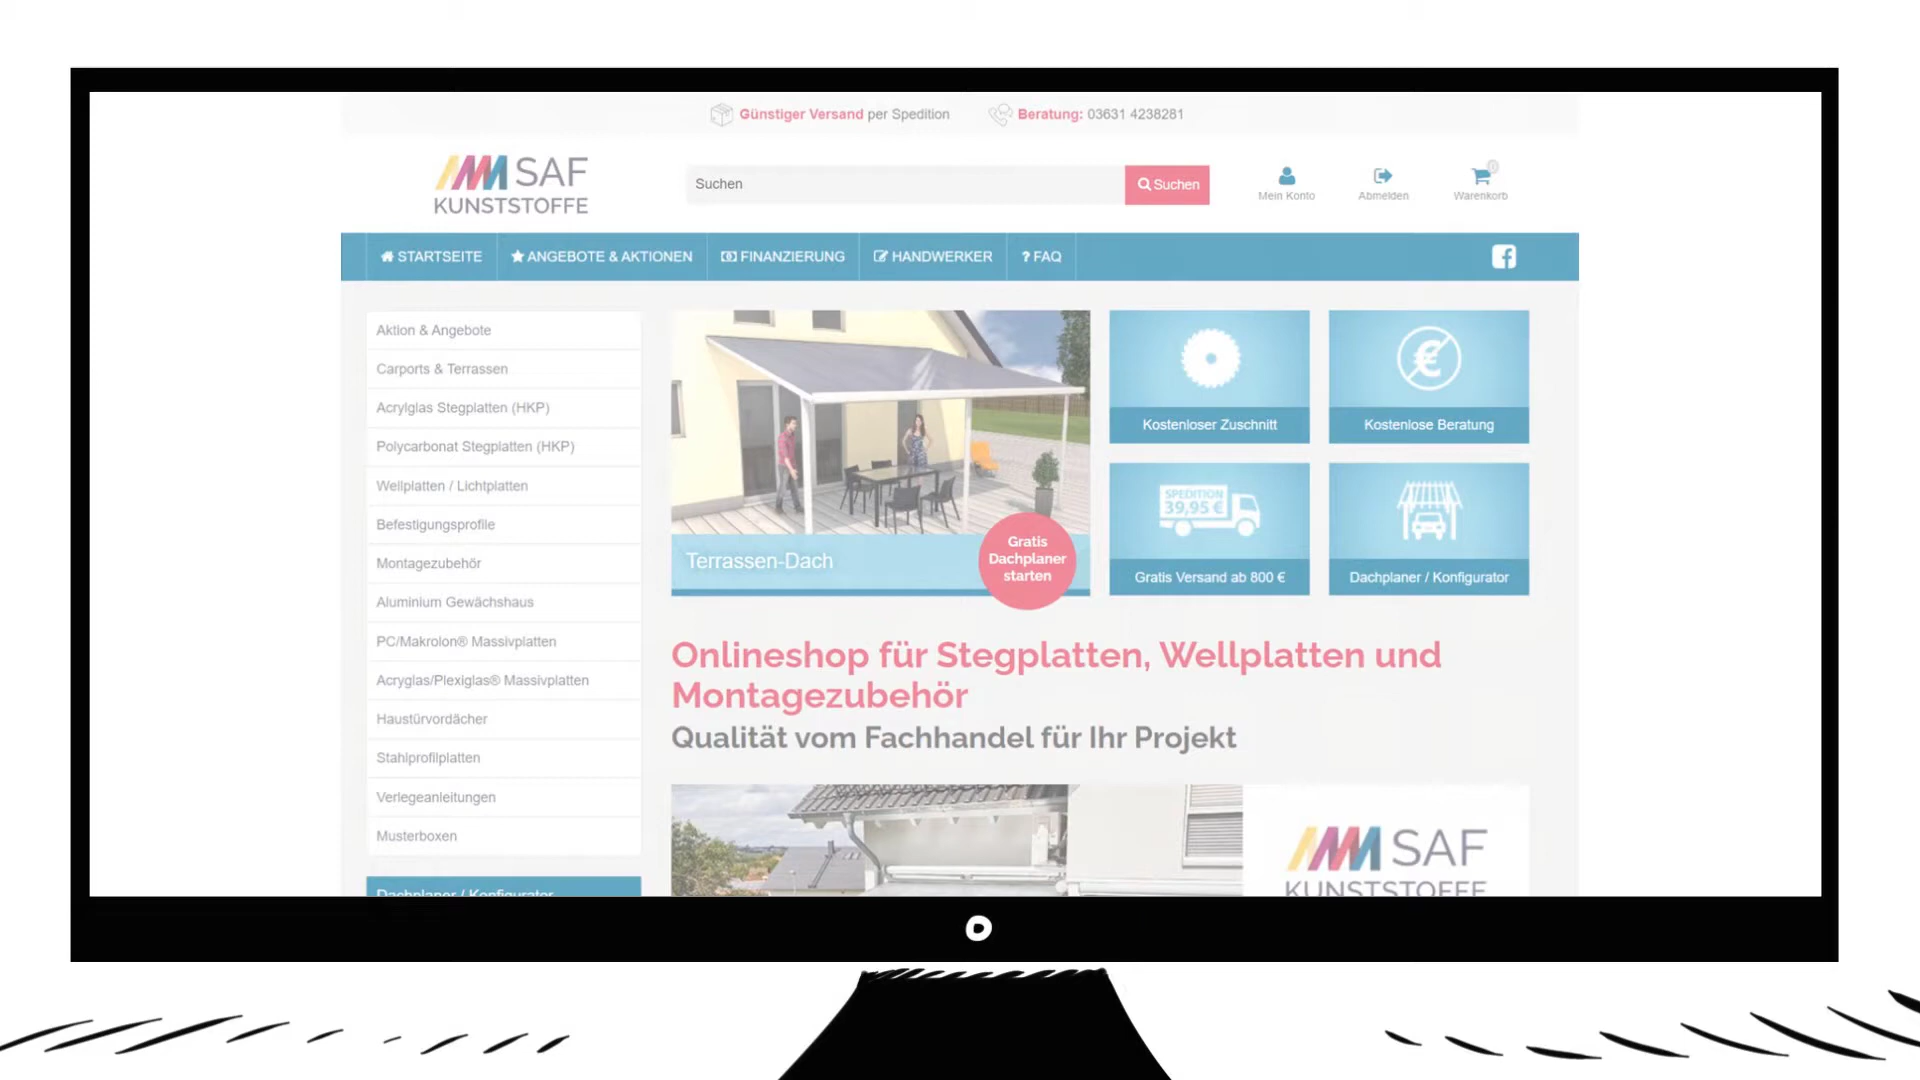 Günstiger Versand per Spedition
Beratung: 03631 4238281
SAF
KUNSTSTOFFE
Suchen
Suchen
Mein Konto
Abmelden
0
Warenkorb
STARTSEITE
ANGEBOTE & AKTIONEN
FINANZIERUNG
HANDWERKER
? FAQ
Aktion & Angebote
Carports & Terrassen
Acrylglas Stegplatten (HKP)
Polycarbonat Stegplatten (HKP)
Wellplatten / Lichtplatten
Befestigungsprofile
Montagezubehör
Aluminium Gewächshaus
PC/Makrolon® Massivplatten
Acryglas/Plexiglas® Massivplatten
Haustürvordächer
Stahlprofilplatten
Verlegeanleitungen
Musterboxen
Dachplaner / Konfigurator
Terrassen-Dach
Gratis
Dachplaner
starten
Kostenloser Zuschnitt
Kostenlose Beratung
SPEDITION
39,95 €
Gratis Versand ab 800 €
Dachplaner / Konfigurator
Onlineshop für Stegplatten, Wellplatten und
Montagezubehör
Qualität vom Fachhandel für Ihr Projekt
SAF
KUNSTSTOFFE